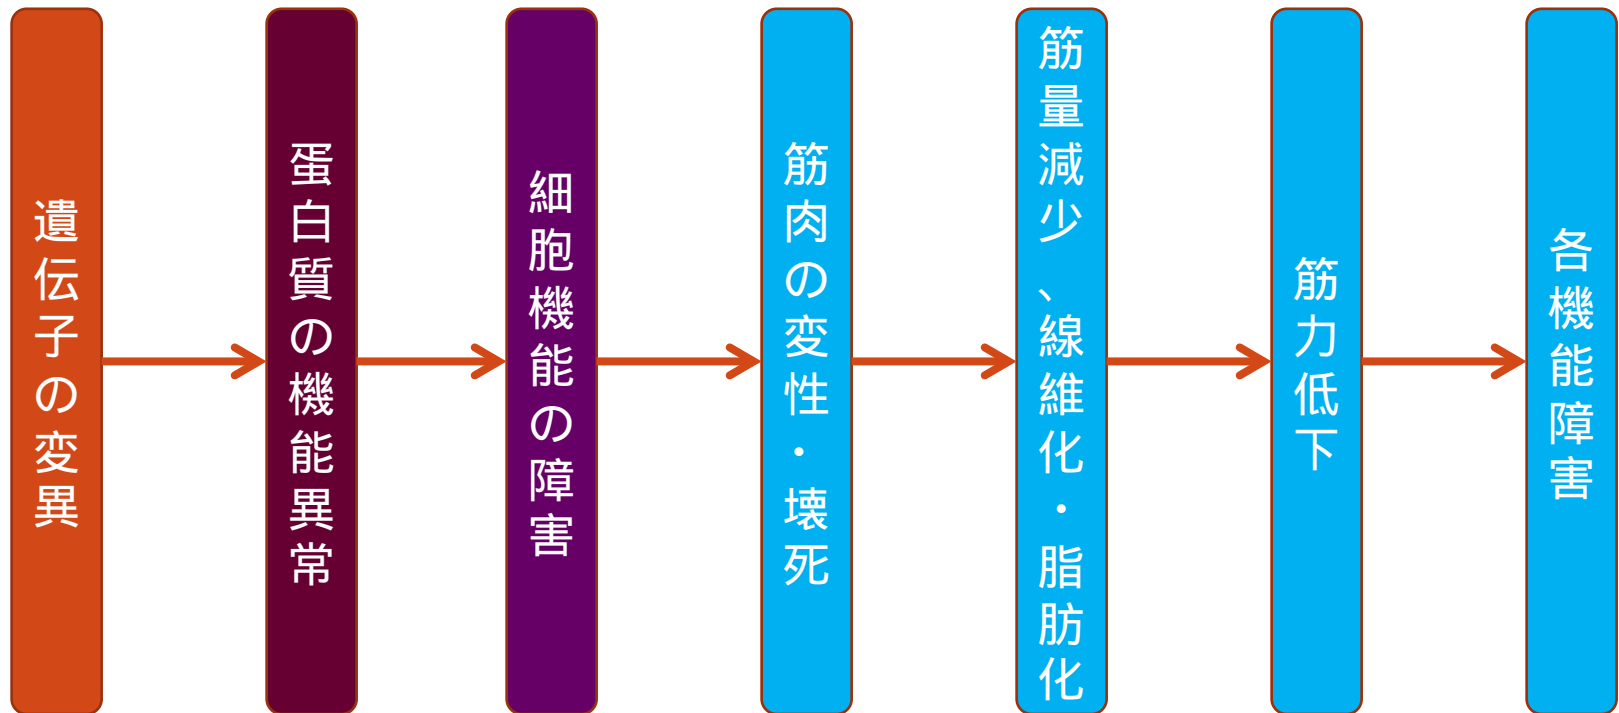 遺伝子の変異
蛋白質の機能異常
細胞機能の障害
筋肉の変性・壊死
筋量減少、線維化・脂肪化
筋力低下
各機能障害